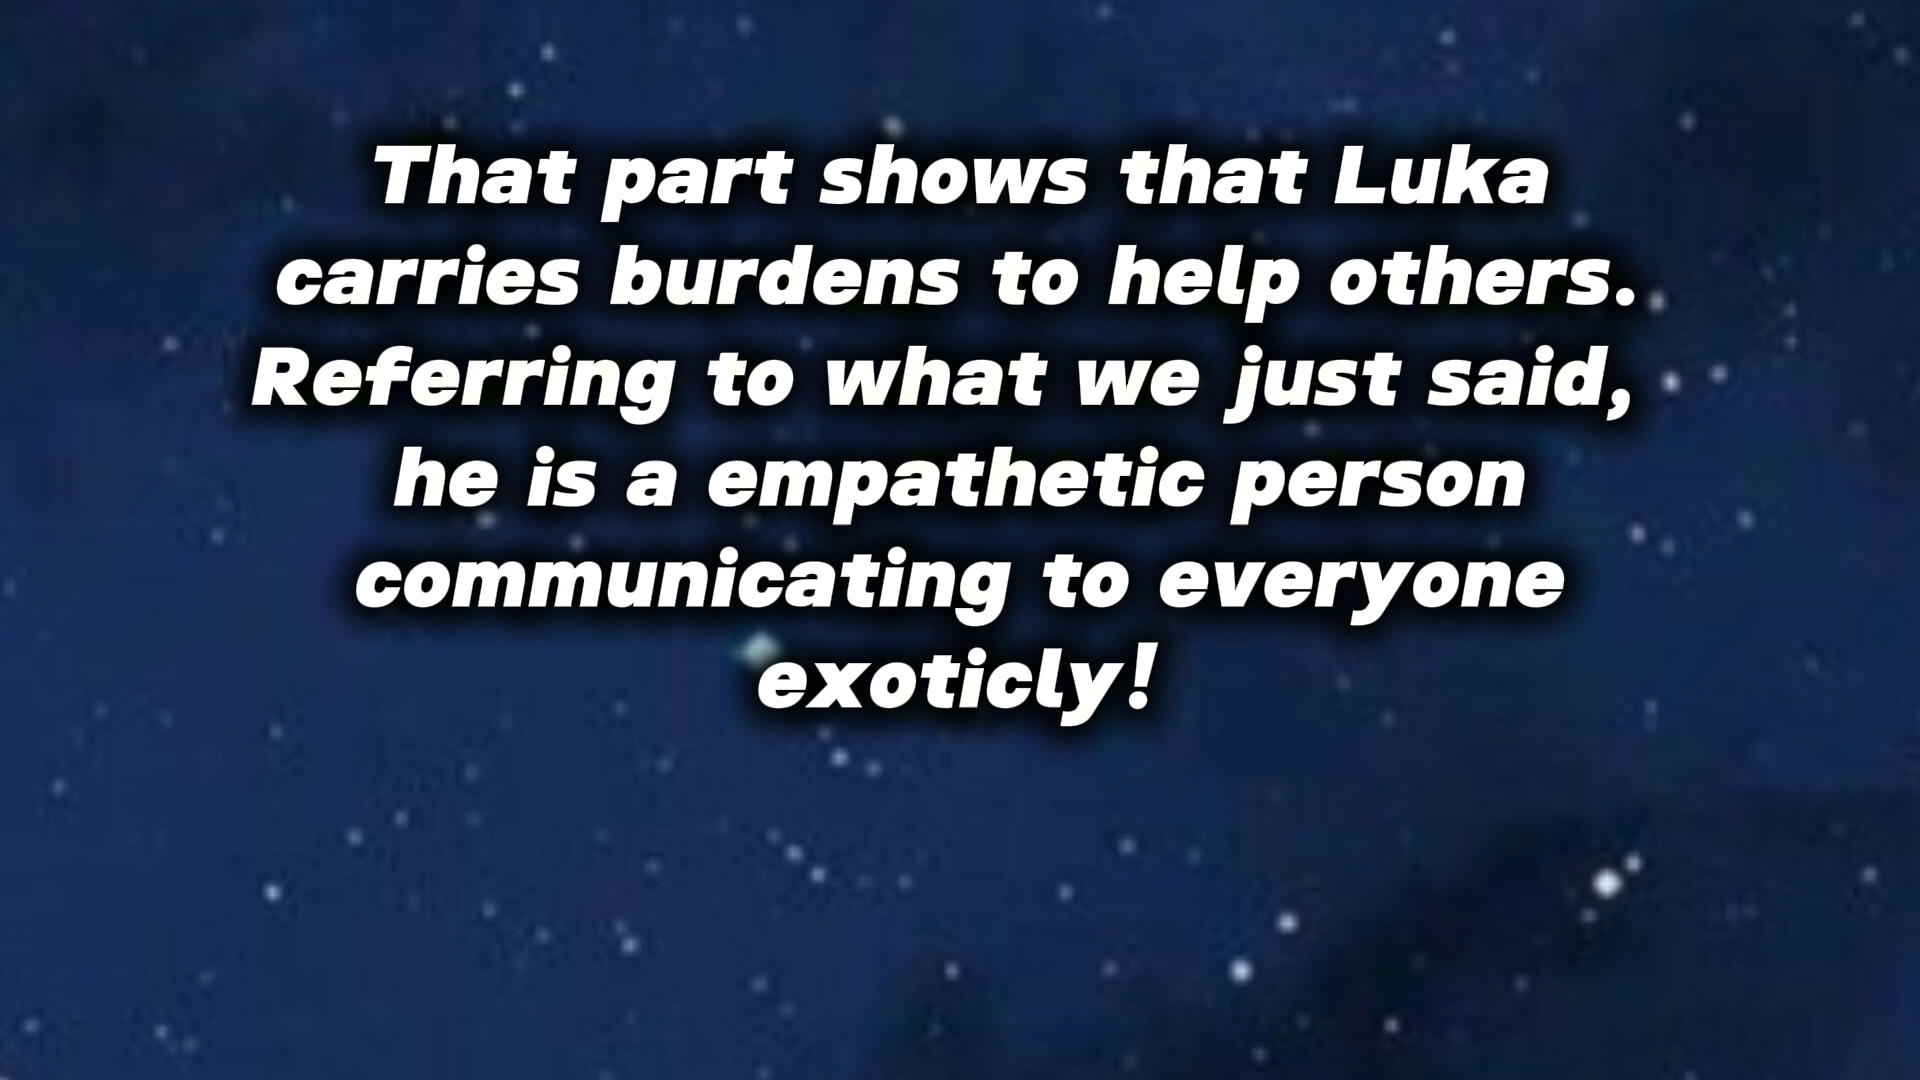 That part shows that Luka
carries burdens to help others.
Referring to what we just said,
he is a empathetic person
communicating to everyone
exoticly!